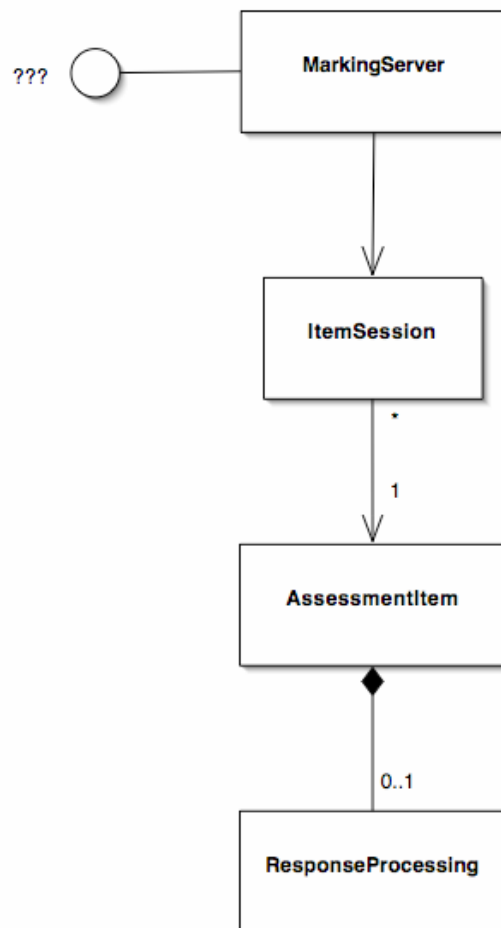 MarkingServer
???
ItemSession
*
1
AssessmentItem
0..1
ResponseProcessing